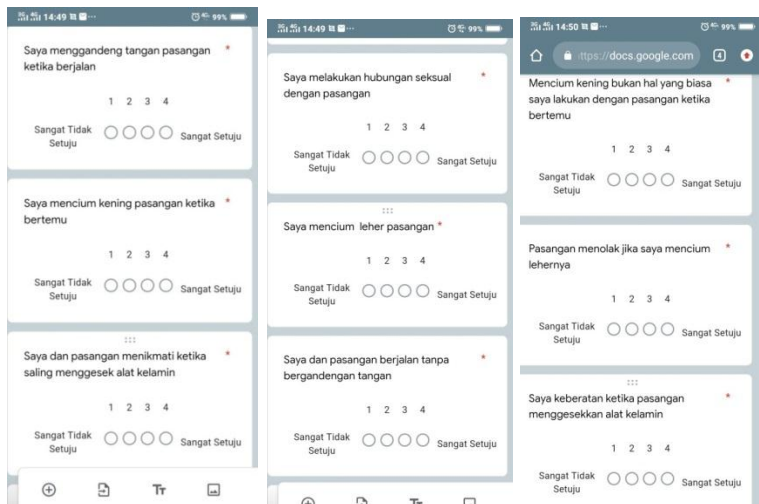 14:49
99%
Saya menggandeng tangan pasangan *
ketika berjalan
1 2 3 4
Sangat Tidak
Setuju
Sangat Setuju
Saya mencium kening pasangan ketika *
bertemu
1 2 3 4
Sangat Tidak
Setuju
Sangat Setuju
Saya dan pasangan menikmati ketika *
saling menggesek alat kelamin
1 2 3 4
Sangat Tidak
Setuju
Sangat Setuju
Tт
14:49
99%
Saya melakukan hubungan seksual *
dengan pasangan
1 2 3 4
Sangat Tidak
Setuju
Sangat Setuju
Saya mencium leher pasangan *
1 2 3 4
Sangat Tidak
Setuju
Sangat Setuju
Saya dan pasangan berjalan tanpa *
bergandengan tangan
1 2 3 4
Sangat Tidak
Setuju
Sangat Setuju
14:50
99%
ttps://docs.google.com
4
Mencium kening bukan hal yang biasa *
saya lakukan dengan pasangan ketika
bertemu
1 2 3 4
Sangat Tidak
Setuju
Sangat Setuju
Pasangan menolak jika saya mencium *
lehernya
1 2 3 4
Sangat Tidak
Setuju
Sangat Setuju
Saya keberatan ketika pasangan *
menggesekkan alat kelamin
1 2 3 4
Sangat Tidak
Setuju
Sangat Setuju